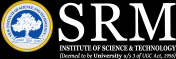 SRM
INSTITUTE OF SCIENCE & TECHNOLOGY
(Deemed to be University u/s 3 of UGC Act, 1956)